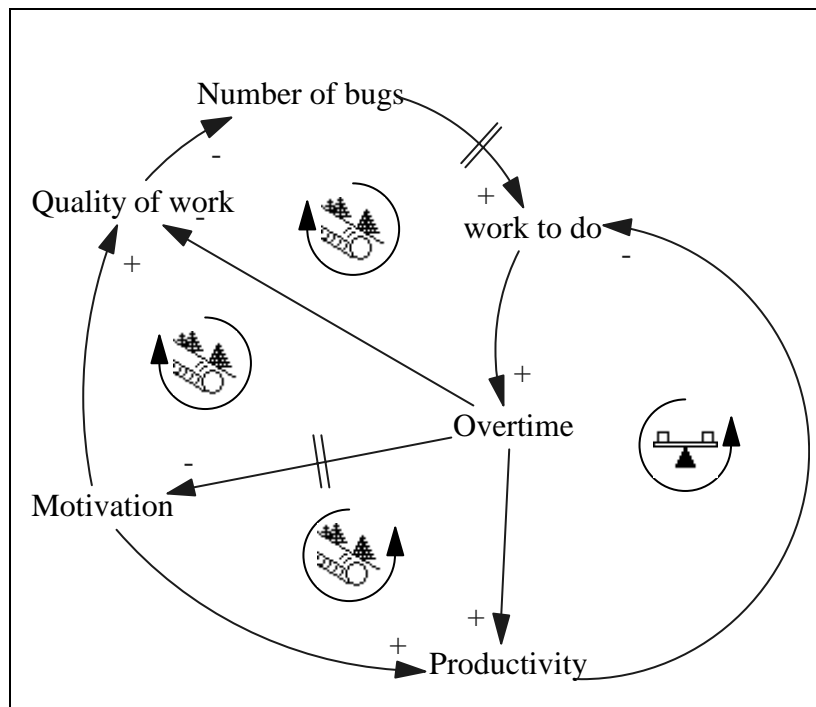 Number of bugs
-
Quality of work
-
+
work to do
-
+
+
Overtime
-
Motivation
+
+
Productivity